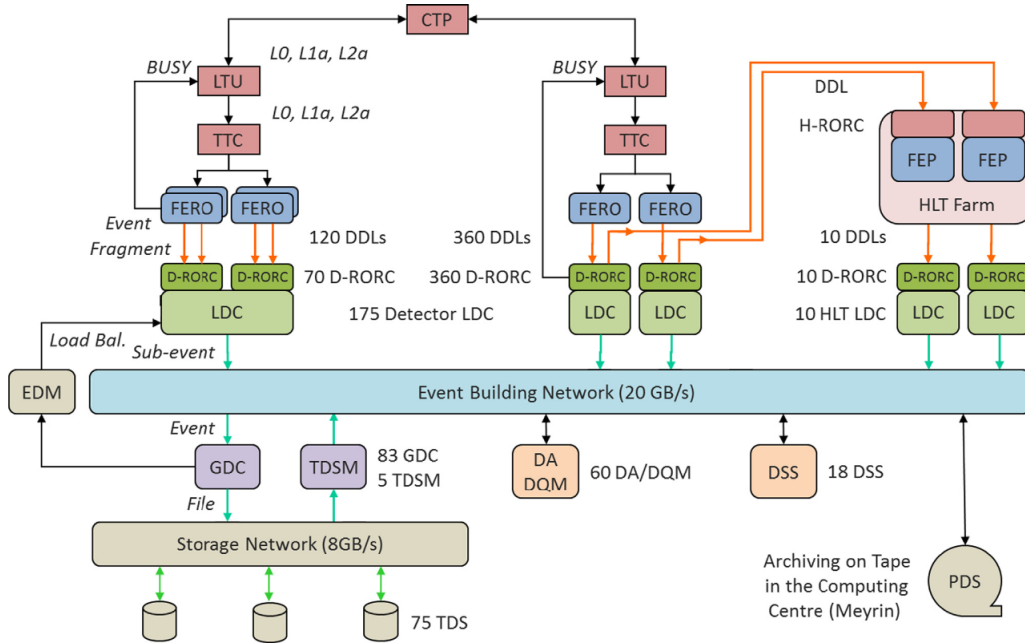 CTP
L0, L1a, L2a
BUSY
LTU
BUSY
LTU
DDL
L0, L1a, L2a
H-RORC
TTC
TTC
FEP
FEP
FERO
FERO
FERO
FERO
HLT Farm
Event
Fragment
120 DDLs
360 DDLs
10 DDLs
D-RORC
D-RORC
70 D-RORC
360 D-RORC
D-RORC
D-RORC
10 D-RORC
D-RORC
D-RORC
LDC
175 Detector LDC
LDC
LDC
10 HLT LDC
LDC
LDC
Load Bal.
Sub-event
EDM
Event Building Network (20 GB/s)
Event
GDC
TDSM
83 GDC
5 TDSM
DA
DQM
60 DA/DQM
DSS
18 DSS
File
Storage Network (8GB/s)
Archiving on Tape
in the Computing
Centre (Meyrin)
PDS
75 TDS